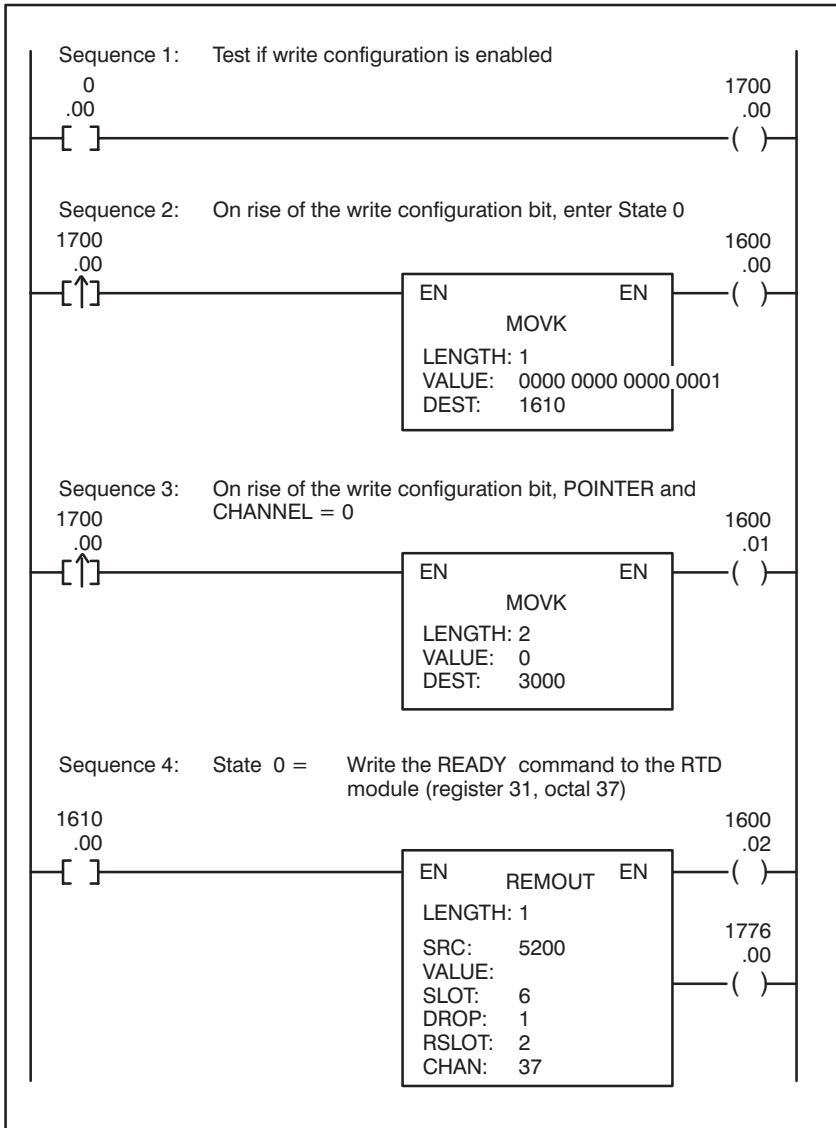 Sequence 1: Test if write configuration is enabled
0 1700
.00 .00
Sequence 2: On rise of the write configuration bit, enter State 0
1700 1600
.00 .00
EN EN
MOVK
LENGTH: 1
VALUE: 0000 0000 0000 0001
DEST: 1610
Sequence 3: On rise of the write configuration bit, POINTER and
CHANNEL = 0
1700 1600
.00 .01
EN EN
MOVK
LENGTH: 2
VALUE: 0
DEST: 3000
Sequence 4: State 0 = Write the READY command to the RTD
module (register 31, octal 37)
1610 1600
.00 .02
EN REMOUT EN
LENGTH: 1
1776
SRC: 5200 .00
VALUE:
SLOT: 6
DROP: 1
RSLOT: 2
CHAN: 37